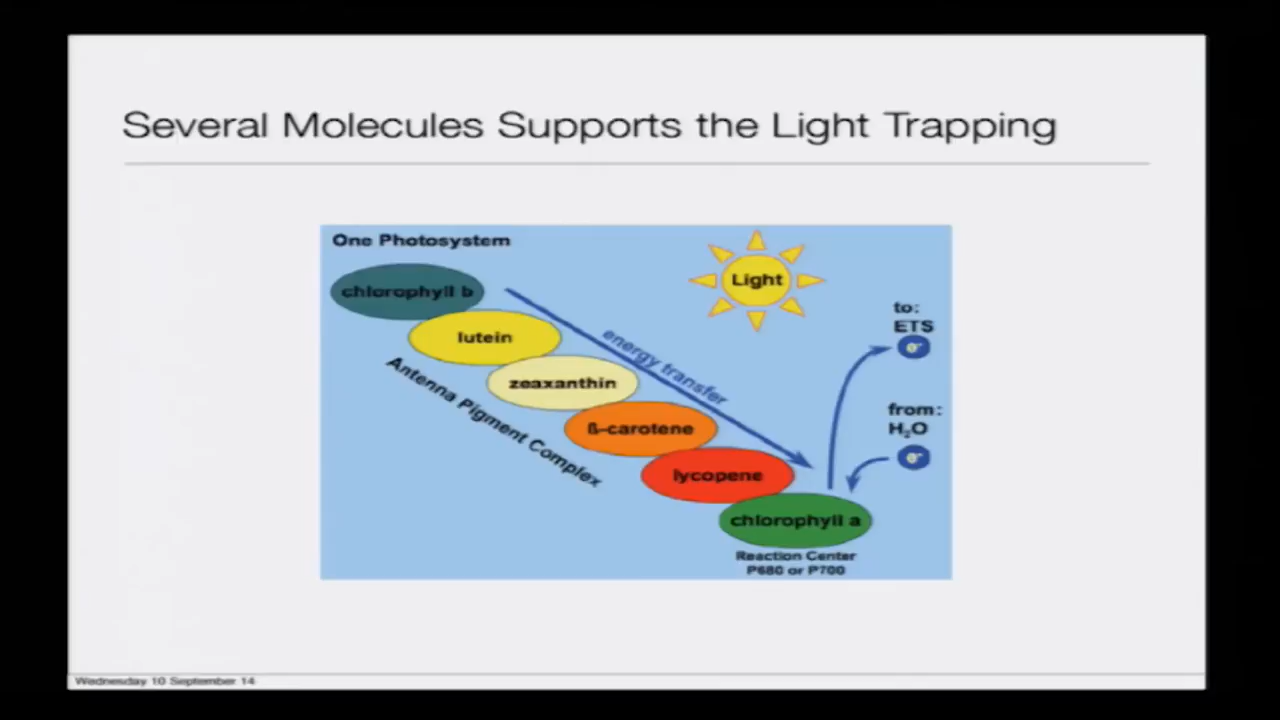 Several Molecules Supports the Light Trapping
One Photosystem
chlorophyll b
lutein
zeaxanthin
ß-carotene
lycopene
chlorophyll a
Antenna Pigment Complex
energy transfer
Light
to:
ETS
e-
from:
H₂O
e-
Reaction Center
P680 or P700
Wednesday 10 September 14